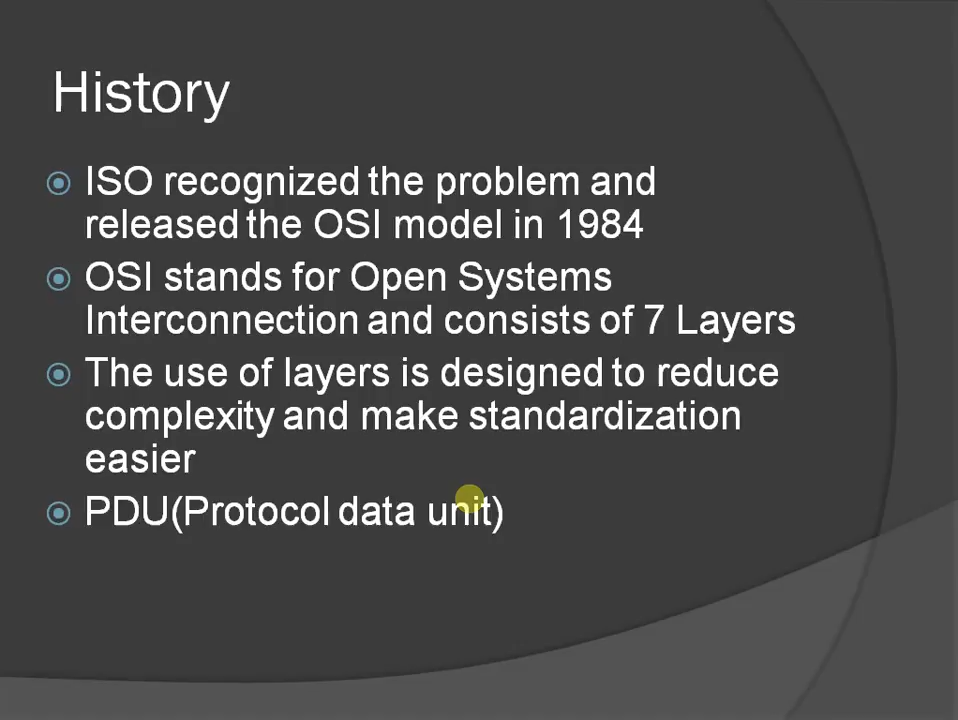 History
ISO recognized the problem and
released the OSI model in 1984
OSI stands for Open Systems
Interconnection and consists of 7 Layers
The use of layers is designed to reduce
complexity and make standardization
easier
PDU(Protocol data unit)